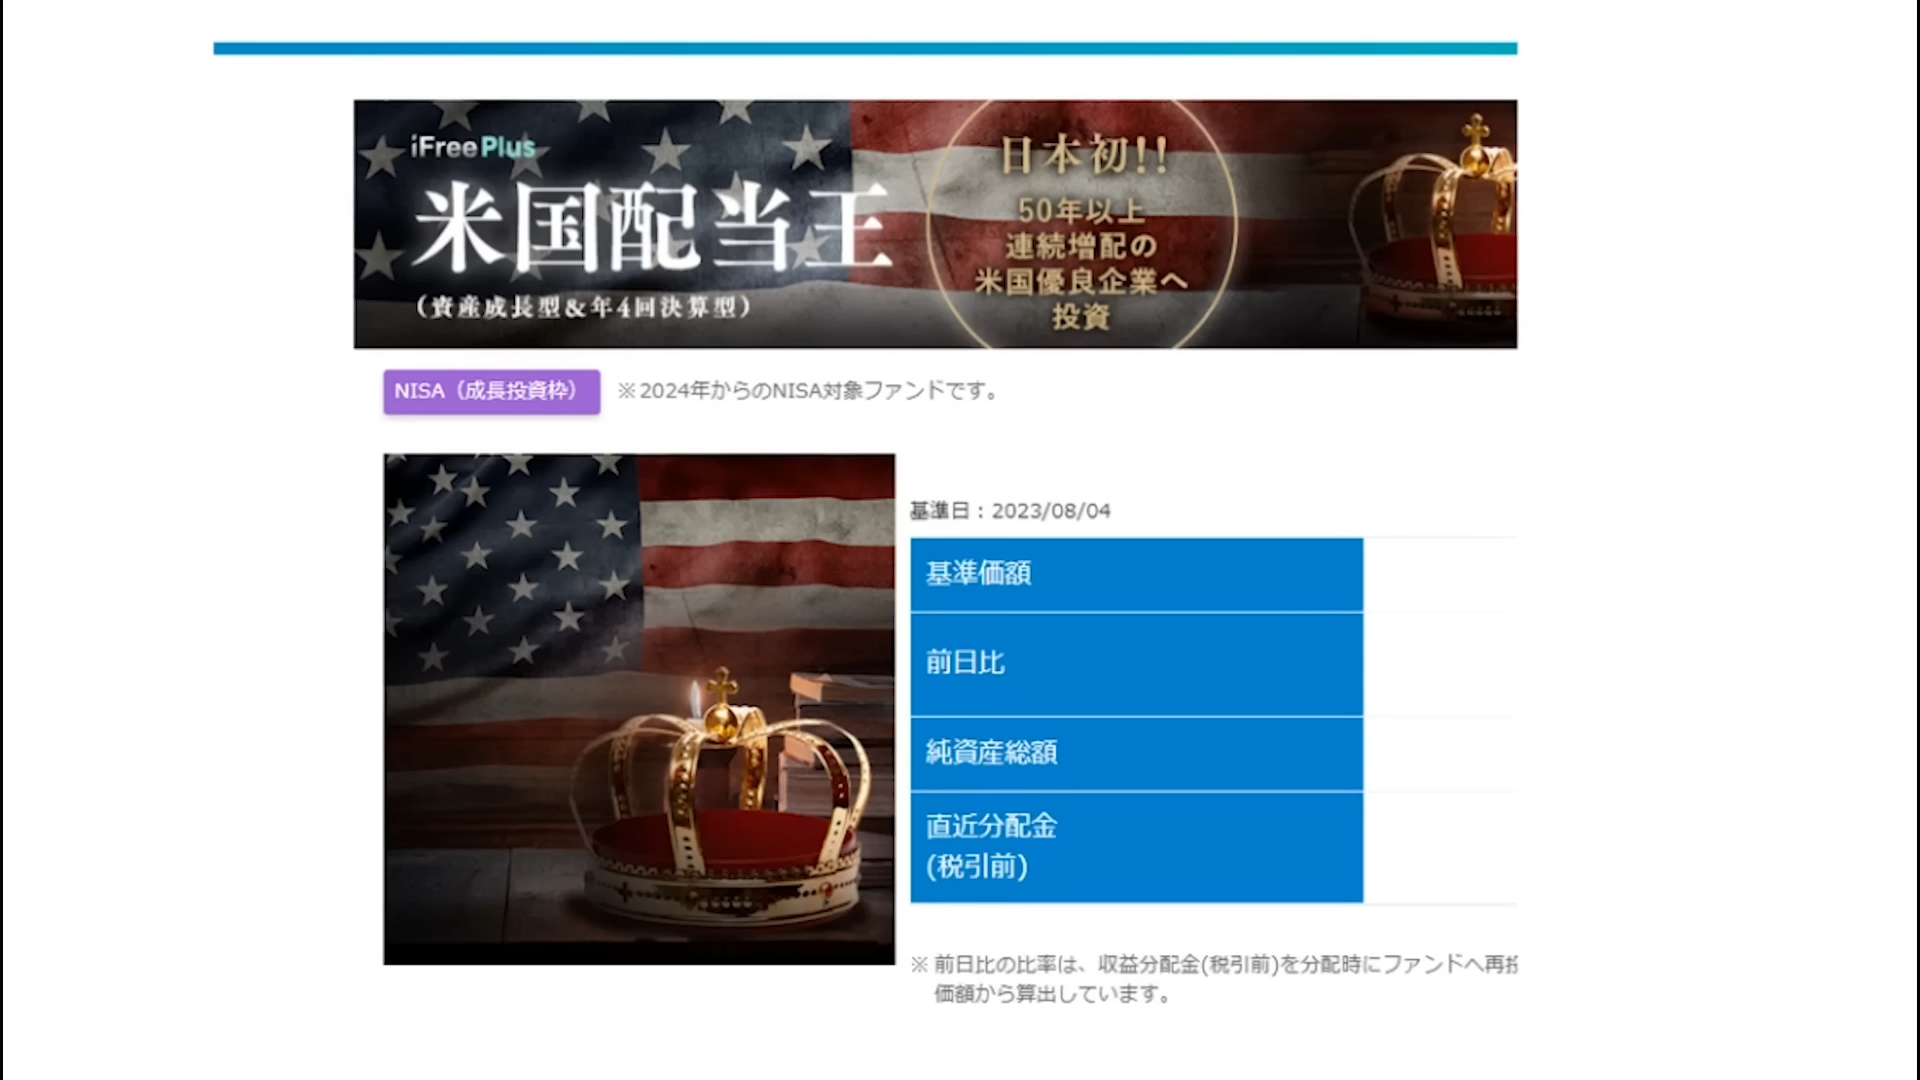 iFreePlus
米国配当王
（資産成長型＆年4回決算型）
日本初!!
50年以上
連続増配の
米国優良企業へ
投資
NISA（成長投資枠）
※2024年からのNISA対象ファンドです。
基準日：2023/08/04
基準価額
前日比
純資産総額
直近分配金
(税引前)
※ 前日比の比率は、収益分配金(税引前)を分配時にファンドへ再投
価額から算出しています。